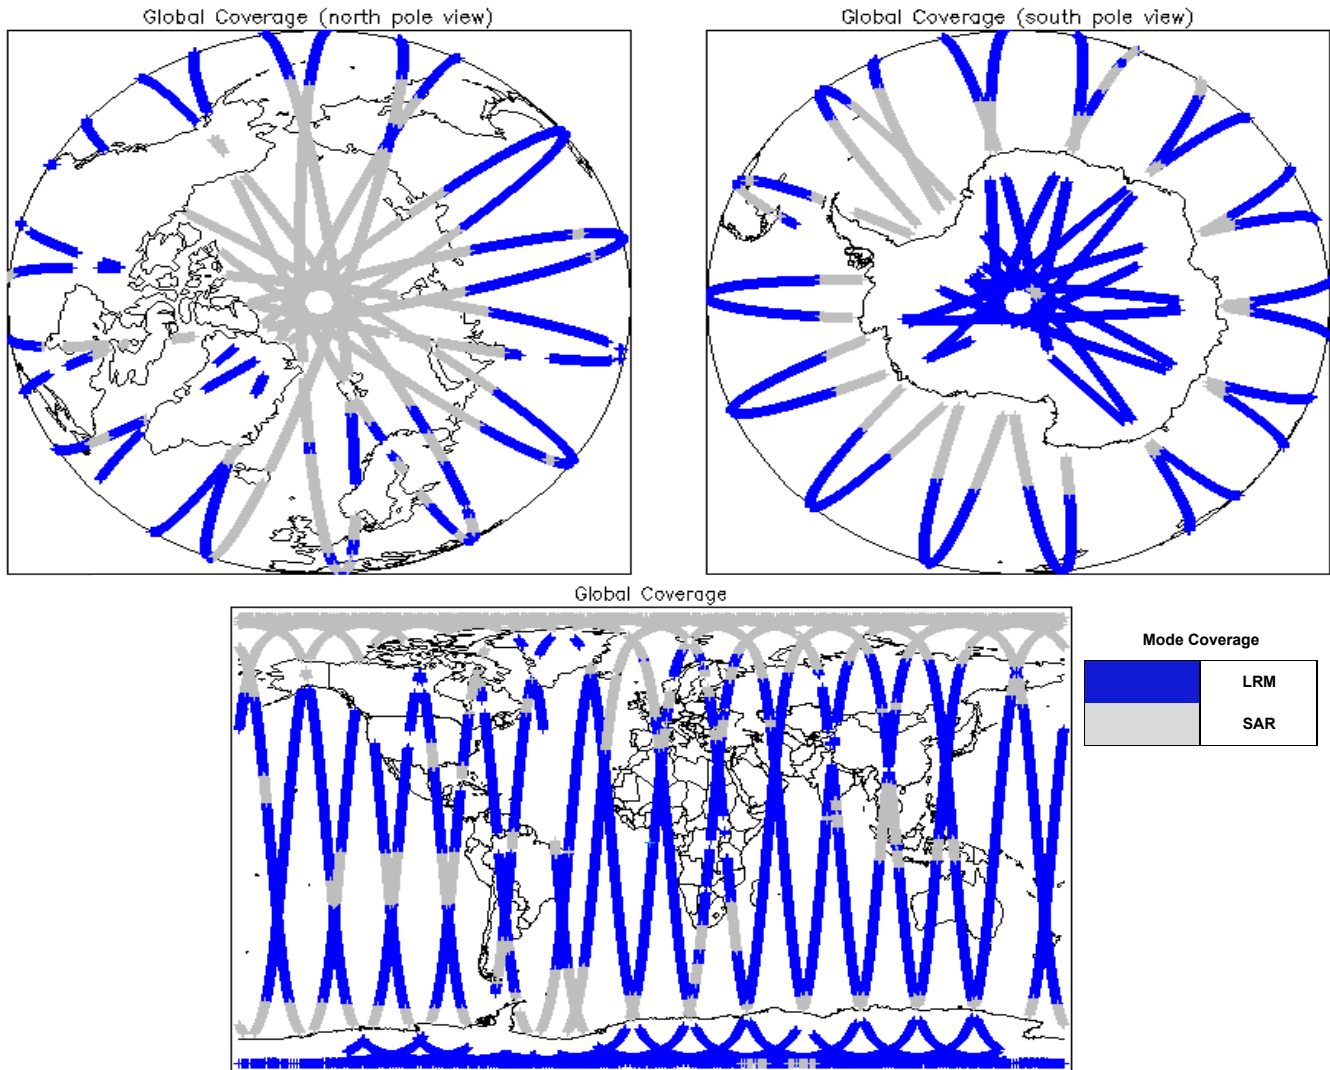 Global Coverage (north pole view)
Global Coverage (south pole view)
Global Coverage
Mode Coverage
LRM
SAR